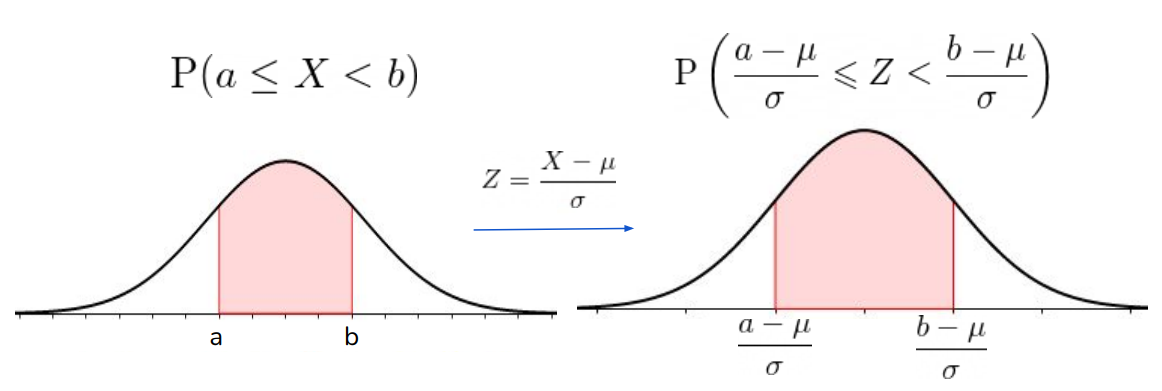 P(a ≤ X < b)
P((a − μ)/σ ⩽ Z < (b − μ)/σ)
Z = (X − μ)/σ
a
b
(a − μ)/σ
(b − μ)/σ